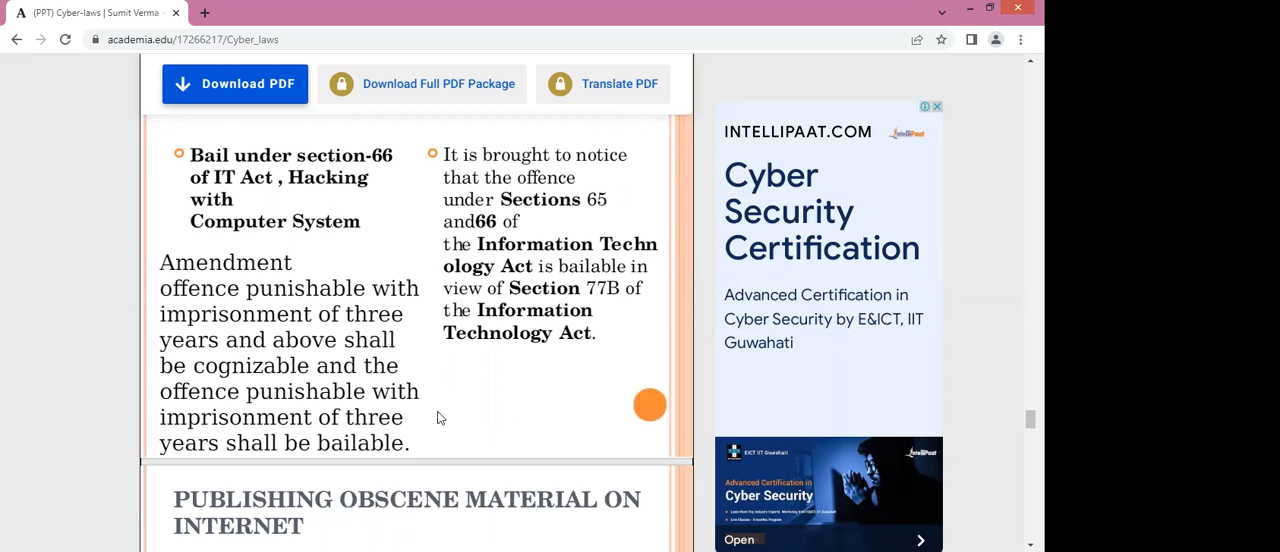 (PPT) Cyber-laws | Sumit Verma -
academia.edu/17266217/Cyber_laws
Download PDF
Download Full PDF Package
Translate PDF
Bail under section-66
of IT Act , Hacking
with
Computer System
Amendment
offence punishable with
imprisonment of three
years and above shall
be cognizable and the
offence punishable with
imprisonment of three
years shall be bailable.
It is brought to notice
that the offence
under Sections 65
and66 of
the Information Techn
ology Act is bailable in
view of Section 77B of
the Information
Technology Act.
PUBLISHING OBSCENE MATERIAL ON
INTERNET
INTELLIPAAT.COM
IntelliPaat
Cyber
Security
Certification
Advanced Certification in
Cyber Security by E&ICT, IIT
Guwahati
EICT IIT Guwahati
IntelliPaat
Advanced Certification in
Cyber Security
Open